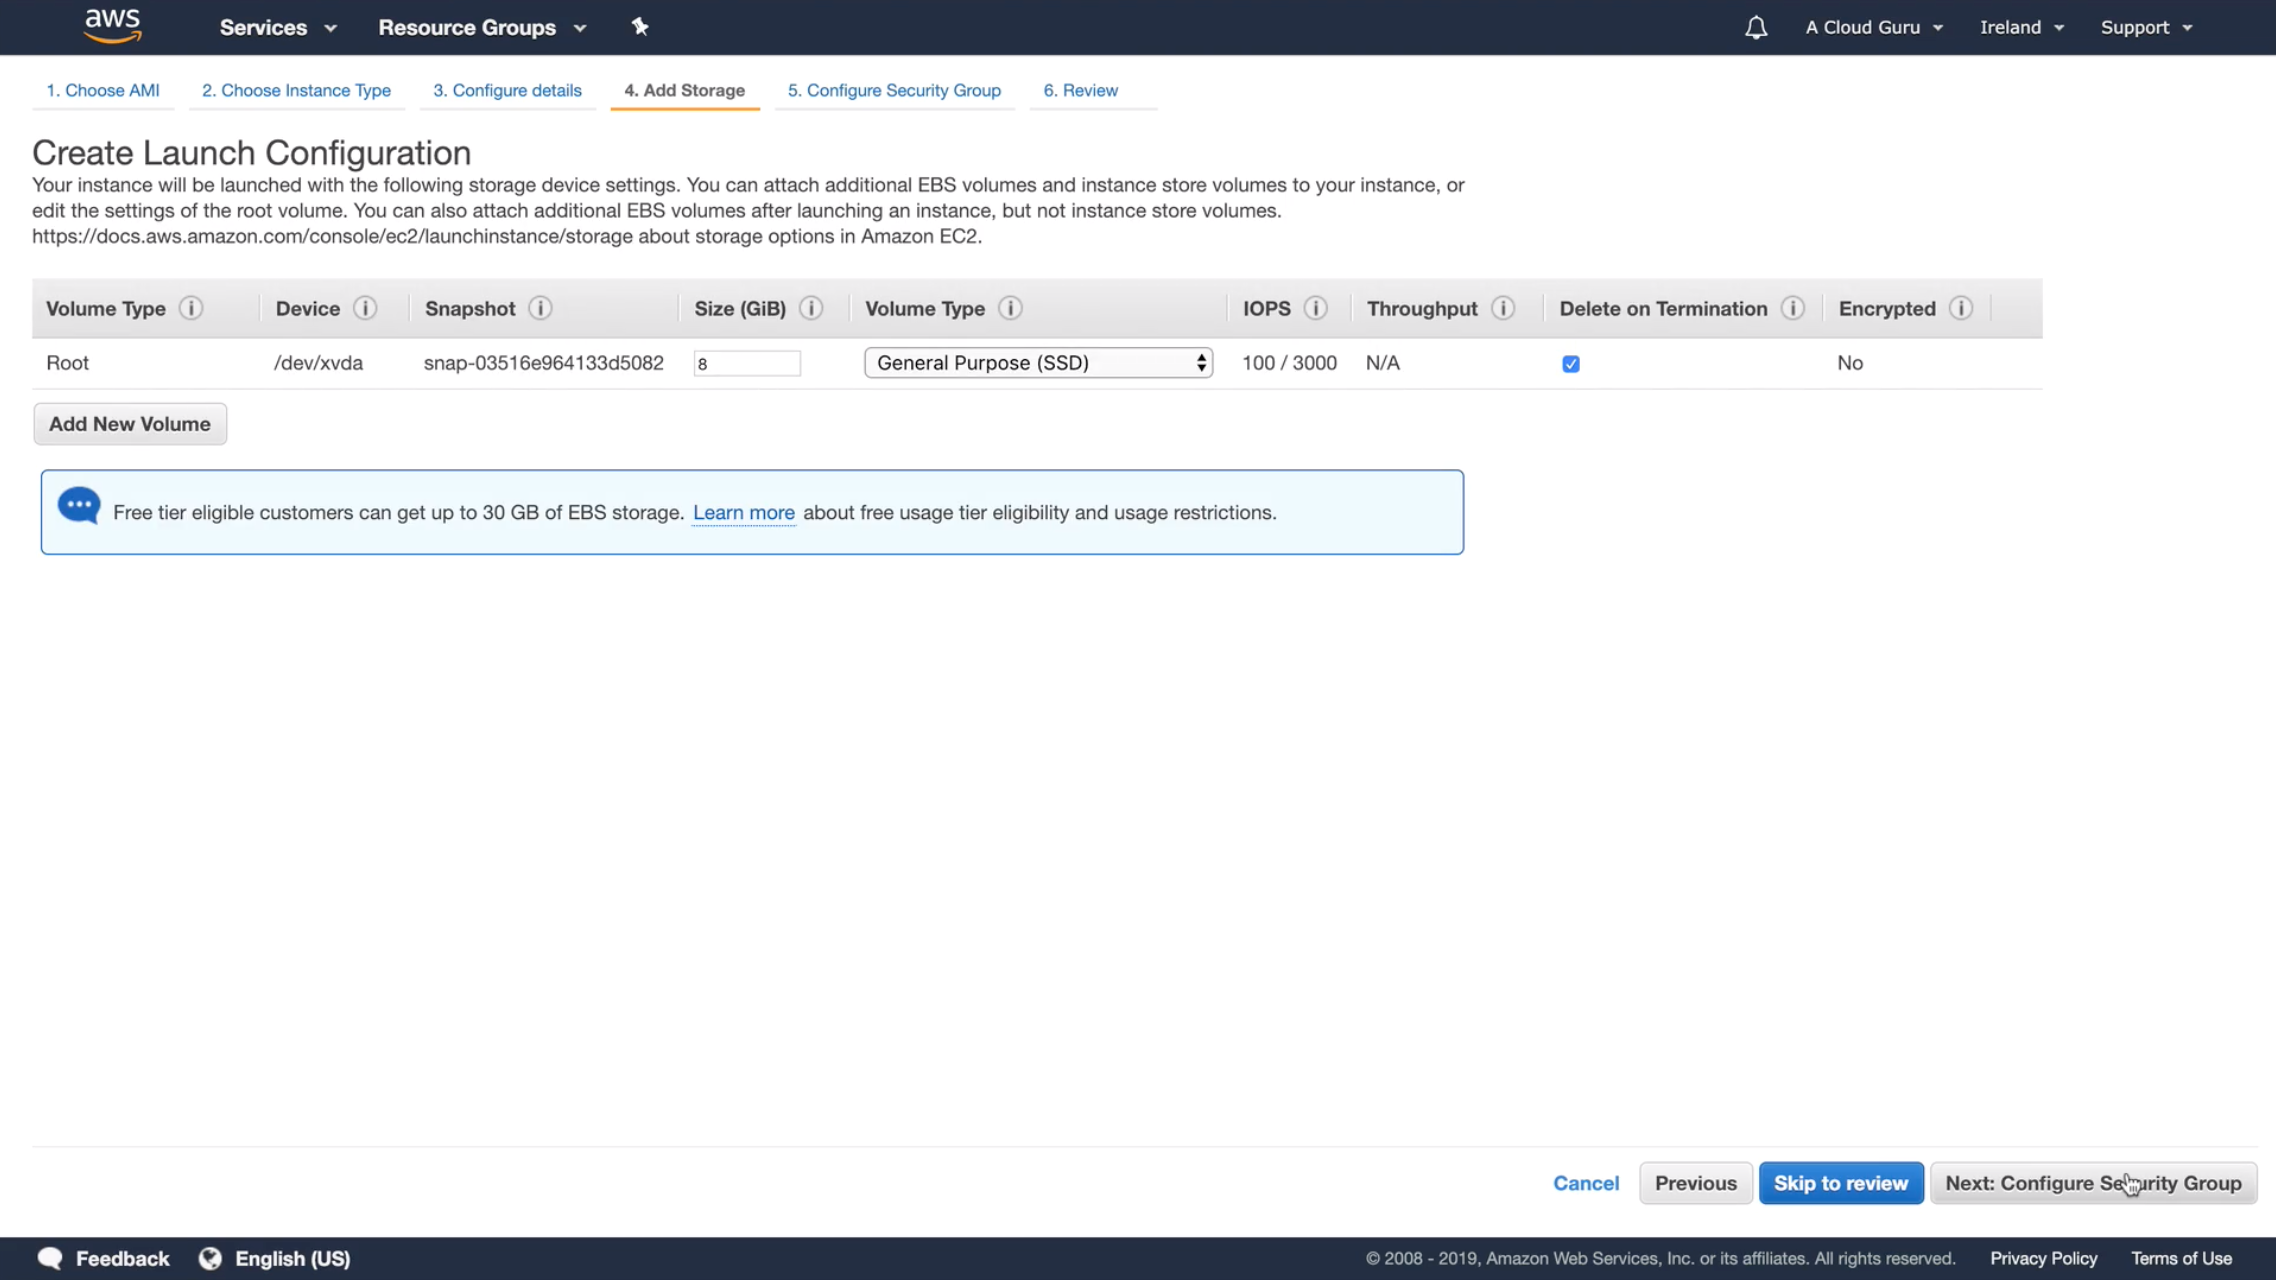 aws Services Resource Groups A Cloud Guru Ireland Support
1. Choose AMI 2. Choose Instance Type 3. Configure details 4. Add Storage 5. Configure Security Group 6. Review
Create Launch Configuration
Your instance will be launched with the following storage device settings. You can attach additional EBS volumes and instance store volumes to your instance, or
edit the settings of the root volume. You can also attach additional EBS volumes after launching an instance, but not instance store volumes.
https://docs.aws.amazon.com/console/ec2/launchinstance/storage about storage options in Amazon EC2.
Volume Type i Device i Snapshot i Size (GiB) i Volume Type i IOPS i Throughput i Delete on Termination i Encrypted i
Root /dev/xvda snap-03516e964133d5082 8 General Purpose (SSD) 100 / 3000 N/A No
Add New Volume
Free tier eligible customers can get up to 30 GB of EBS storage. Learn more about free usage tier eligibility and usage restrictions.
Cancel Previous Skip to review Next: Configure Security Group
Feedback English (US) © 2008 - 2019, Amazon Web Services, Inc. or its affiliates. All rights reserved. Privacy Policy Terms of Use